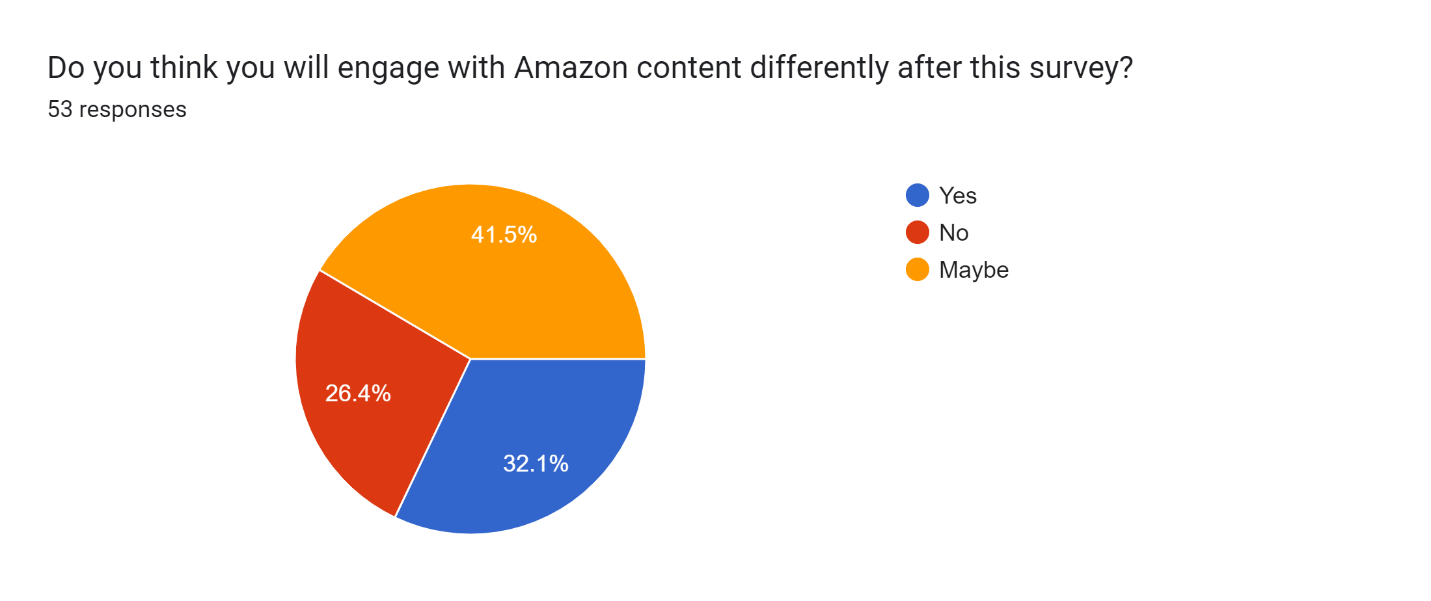 Do you think you will engage with Amazon content differently after this survey?
53 responses
41.5%
26.4%
32.1%
Yes
No
Maybe